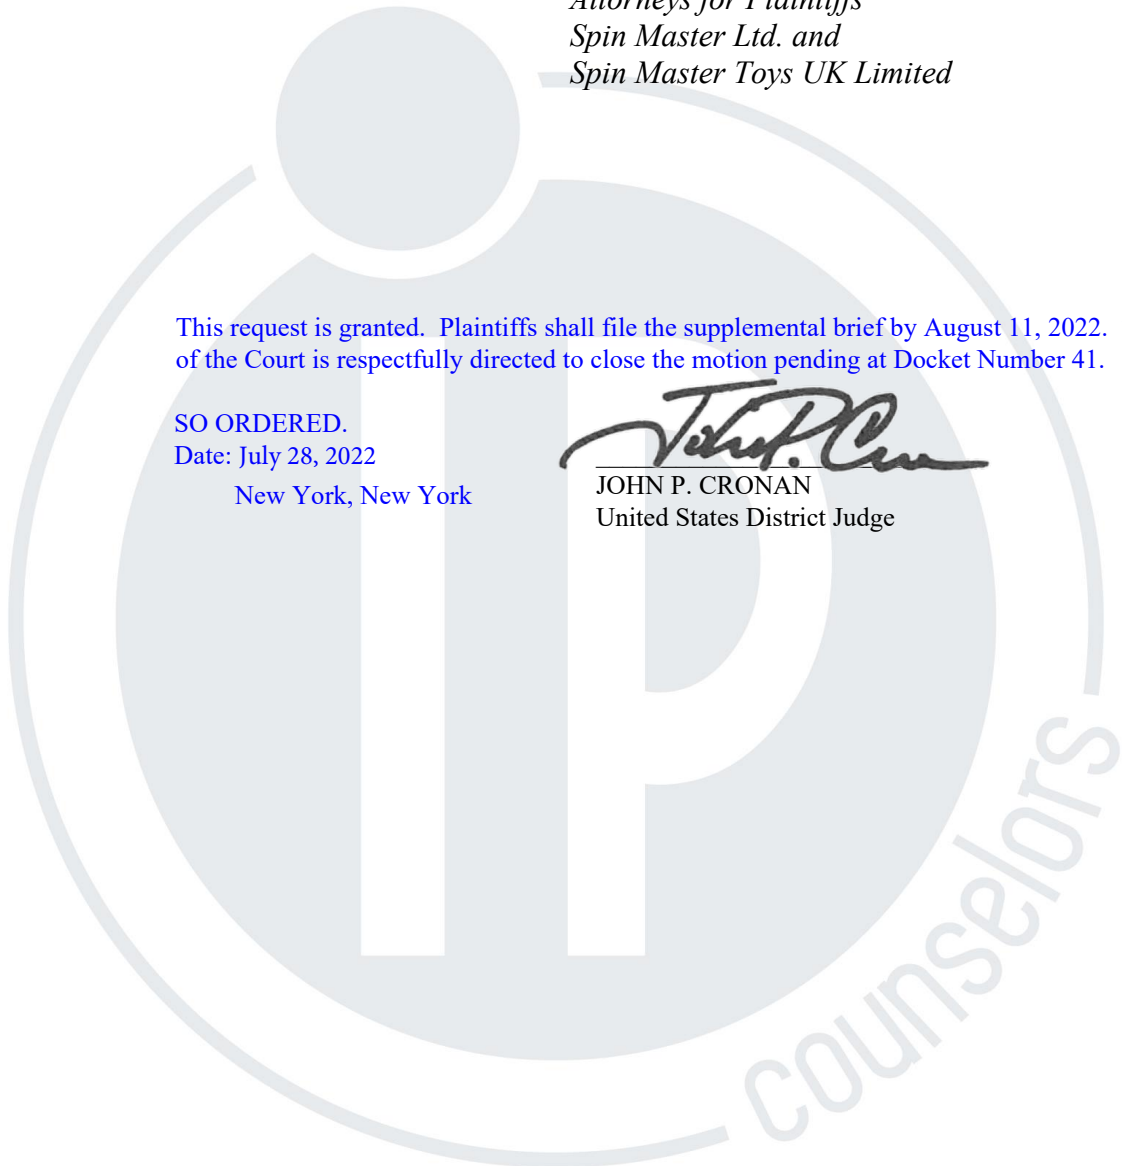 Attorneys for Plaintiffs
Spin Master Ltd. and
Spin Master Toys UK Limited
This request is granted.  Plaintiffs shall file the supplemental brief by August 11, 2022.
of the Court is respectfully directed to close the motion pending at Docket Number 41.
SO ORDERED.
Date: July 28, 2022
New York, New York
John P. Cronan
JOHN P. CRONAN
United States District Judge
iP
counselors